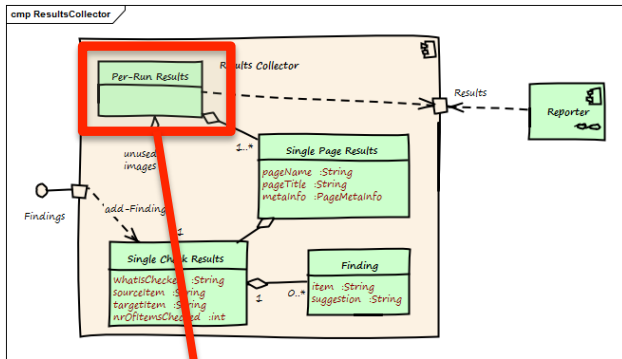 cmp ResultsCollector
Results Collector
Per-Run Results
Results
Reporter
unused
images
1..*
Single Page Results
pageName :String
pageTitle :String
metaInfo :PageMetaInfo
Findings
add-Finding
1
Single Check Results
whatIsChecked :String
sourceItem :String
targetItem :String
nrOfItemsChecked :int
1
0..*
Finding
item :String
suggestion :String